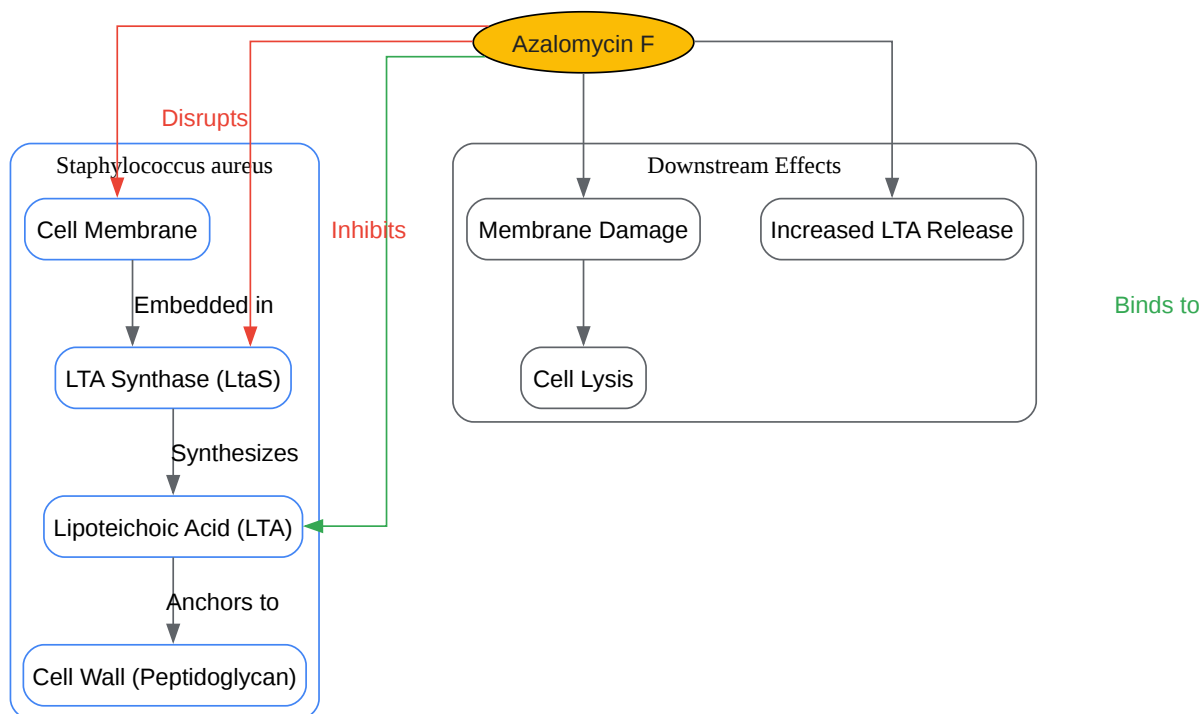 Azalomycin F
Disrupts
Staphylococcus aureus
Downstream Effects
Cell Membrane
Inhibits
Membrane Damage
Increased LTA Release
Embedded in
Binds to
LTA Synthase (LtaS)
Cell Lysis
Synthesizes
Lipoteichoic Acid (LTA)
Anchors to
Cell Wall (Peptidoglycan)